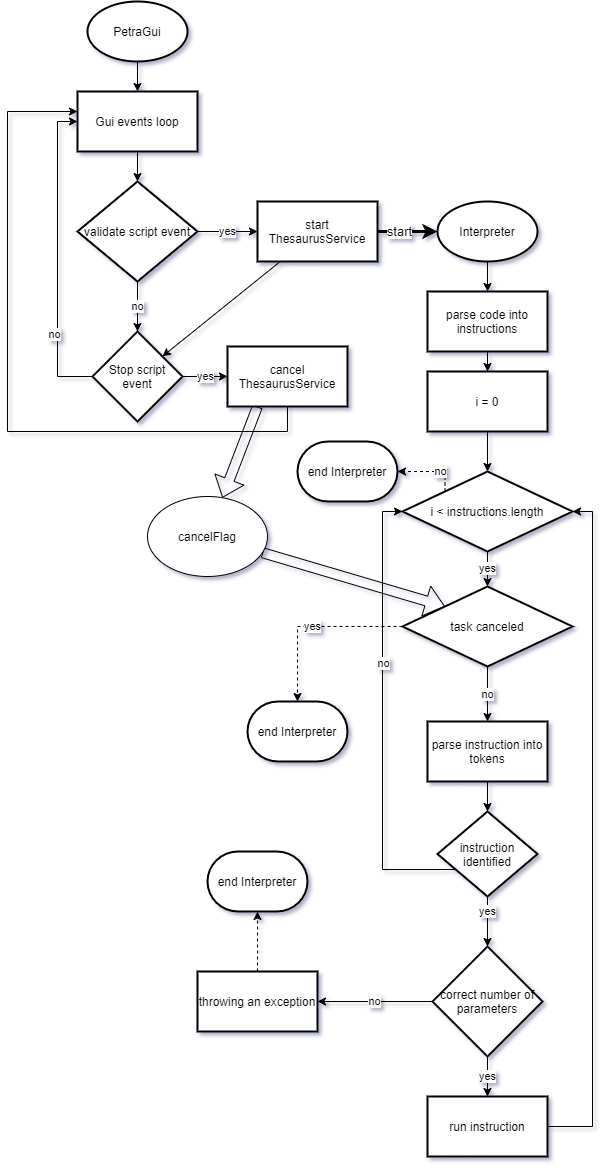 PetraGui
Gui events loop
validate script event
yes
start
ThesaurusService
start
Interpreter
no
parse code into
instructions
no
Stop script
event
yes
cancel
ThesaurusService
i = 0
end Interpreter
no
i < instructions.length
cancelFlag
yes
yes
task canceled
no
no
end Interpreter
parse instruction into
tokens
instruction
identified
end Interpreter
yes
throwing an exception
no
correct number of
parameters
yes
run instruction